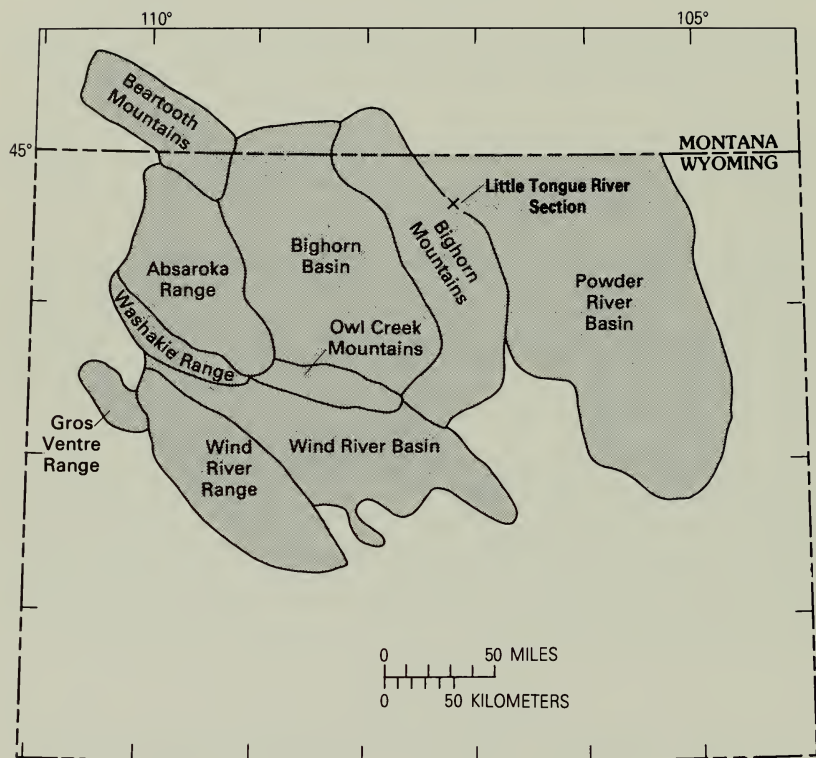 110°
105°
Beartooth
Mountains
45°
MONTANA
WYOMING
Little Tongue River
Section
Bighorn
Mountains
Bighorn
Basin
Absaroka
Range
Powder
River
Basin
Washakie Range
Owl Creek
Mountains
Gros
Ventre
Range
Wind
River
Range
Wind River Basin
0 50 MILES
0 50 KILOMETERS